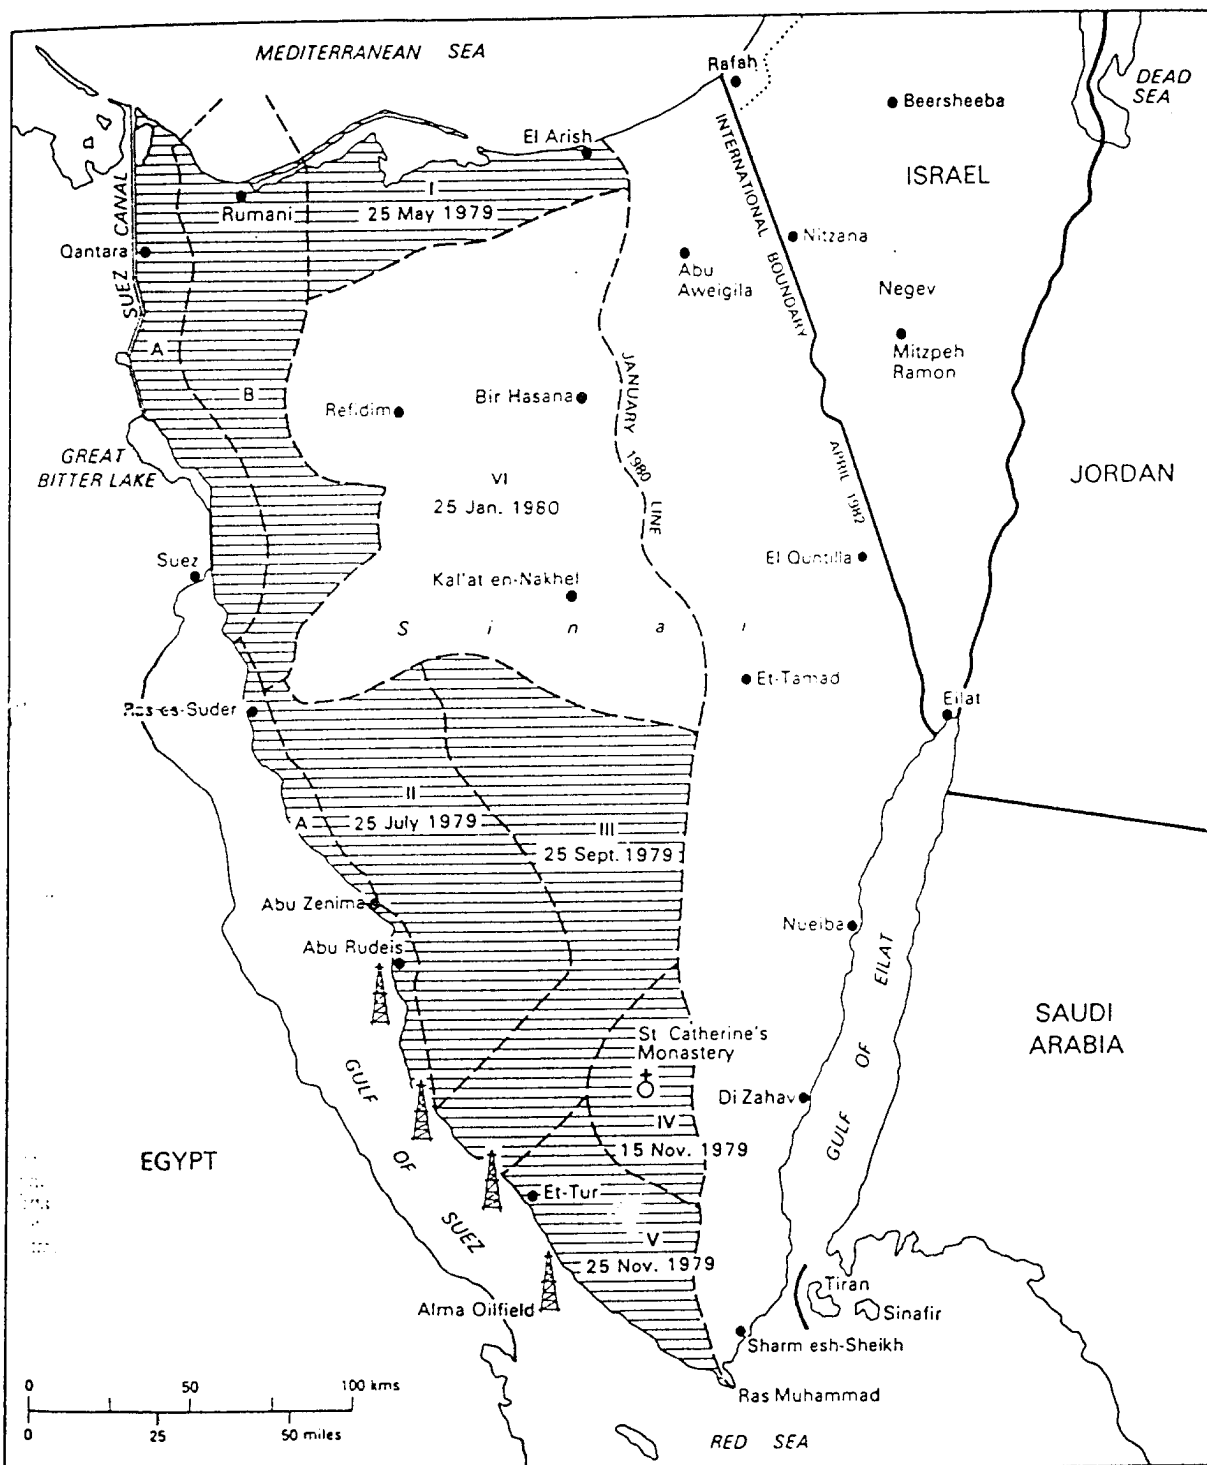 MEDITERRANEAN SEA
Rafah
DEAD
SEA
Beersheeba
El Arish
ISRAEL
INTERNATIONAL BOUNDARY
SUEZ CANAL
I
25 May 1979
Rumani
Qantara
Nitzana
Abu
Aweigila
Negev
Mitzpeh
Ramon
A
B
JANUARY 1980 LINE
Refidim
Bir Hasana
GREAT
BITTER LAKE
VI
25 Jan. 1980
APRIL 1982
JORDAN
Suez
El Quntilla
Kal'at en-Nakhel
Sinai
Et-Tamad
Eilat
Ras es-Suder
II
25 July 1979
A
III
25 Sept. 1979
Abu Zenima
Abu Rudeis
Nueiba
GULF OF EILAT
SAUDI
ARABIA
St Catherine's
Monastery
Di Zahav
GULF OF SUEZ
IV
15 Nov. 1979
EGYPT
Et-Tur
V
25 Nov. 1979
Alma Oilfield
Tiran
Sinafir
Sharm esh-Sheikh
Ras Muhammad
0 50 100 kms
0 25 50 miles
RED SEA